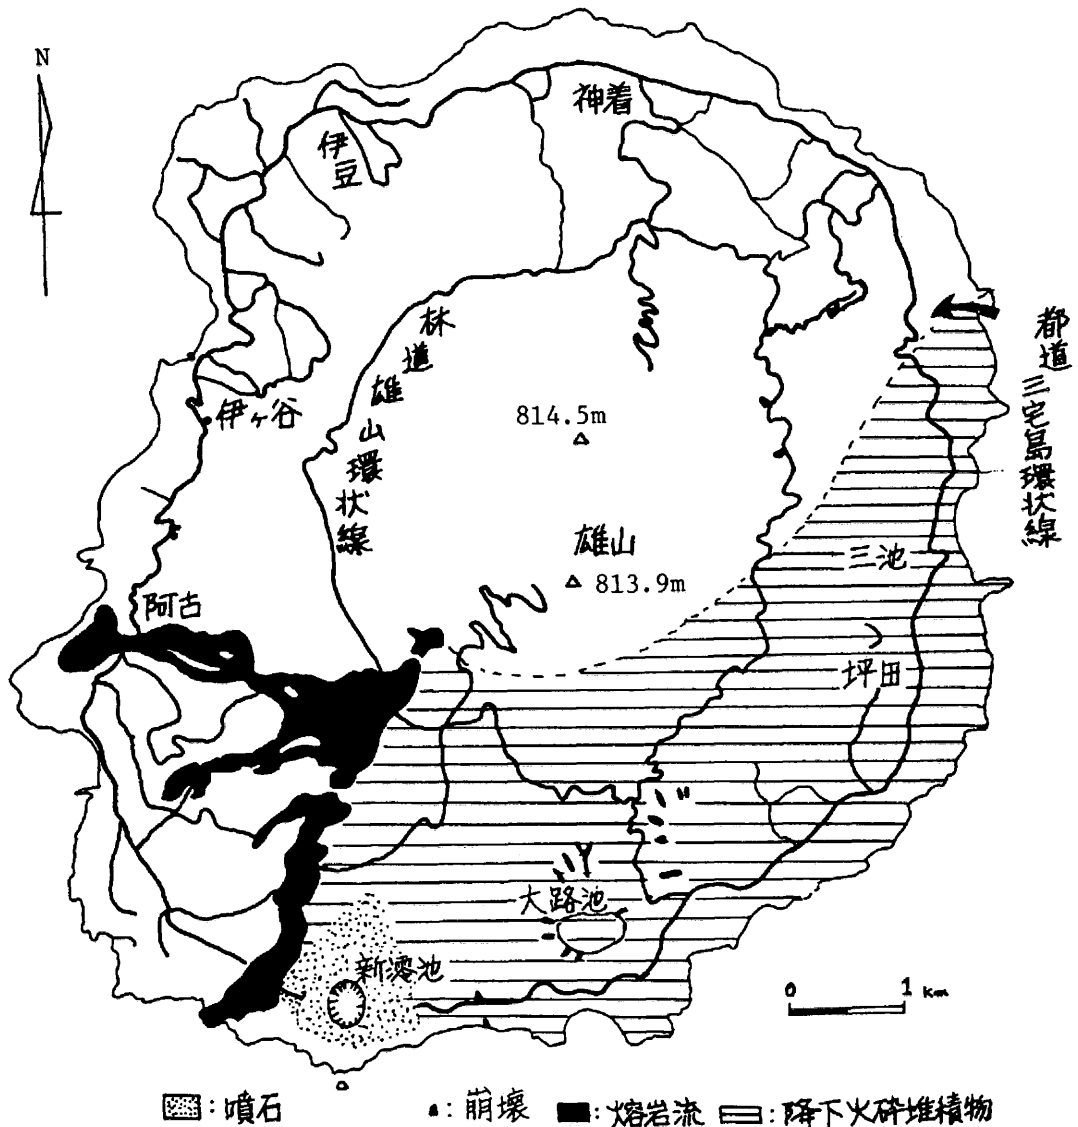 N
神着
伊豆
林道雄山環状線
都道三宅島環状線
伊ヶ谷
814.5m
雄山
813.9m
三池
阿古
坪田
大路池
新澪池
0 1 Km
:噴石 :崩壊 :熔岩流 :降下火砕堆積物